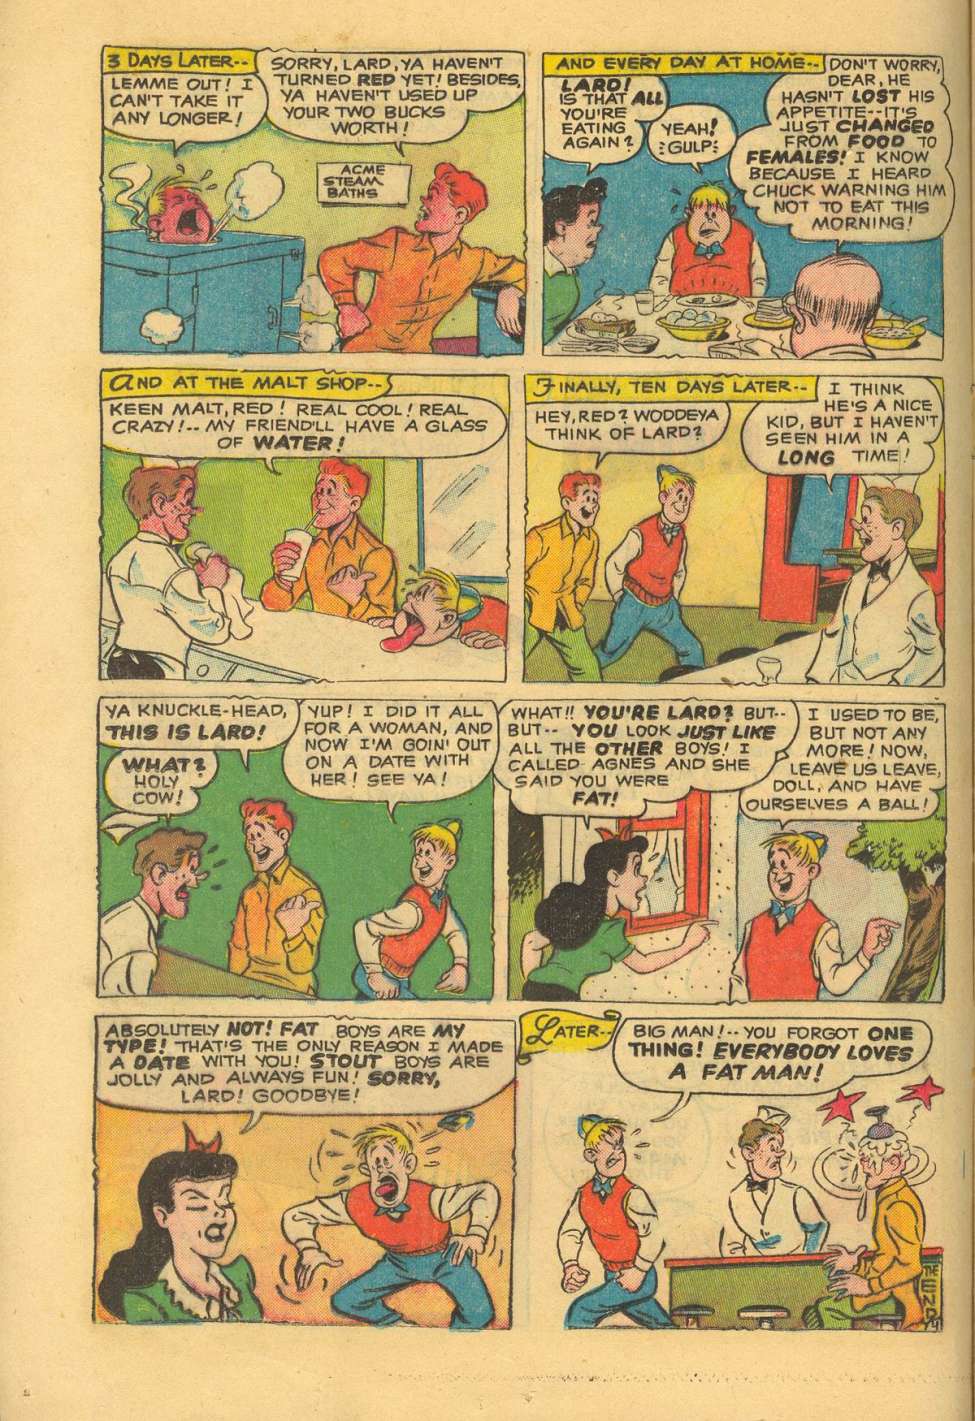 3 DAYS LATER--
LEMME OUT! I
CAN'T TAKE IT
ANY LONGER!
SORRY, LARD, YA HAVEN'T
TURNED RED YET! BESIDES,
YA HAVEN'T USED UP
YOUR TWO BUCKS
WORTH!
ACME
STEAM
BATHS
AND EVERY DAY AT HOME--
LARD!
IS THAT ALL
YOU'RE
EATING
AGAIN?
YEAH!
:GULP:
DON'T WORRY,
DEAR, HE
HASN'T LOST HIS
APPETITE--IT'S
JUST CHANGED
FROM FOOD TO
FEMALES! I KNOW
BECAUSE I HEARD
CHUCK WARNING HIM
NOT TO EAT THIS
MORNING!
AND AT THE MALT SHOP--
KEEN MALT, RED! REAL COOL! REAL
CRAZY!-- MY FRIEND'LL HAVE A GLASS
OF WATER!
FINALLY, TEN DAYS LATER--
HEY, RED? WODDEYA
THINK OF LARD?
I THINK
HE'S A NICE
KID, BUT I HAVEN'T
SEEN HIM IN A
LONG TIME!
YA KNUCKLE-HEAD,
THIS IS LARD!
WHAT?
HOLY
COW!
YUP! I DID IT ALL
FOR A WOMAN, AND
NOW I'M GOIN' OUT
ON A DATE WITH
HER! SEE YA!
WHAT!! YOU'RE LARD? BUT--
BUT-- YOU LOOK JUST LIKE
ALL THE OTHER BOYS! I
CALLED AGNES AND SHE
SAID YOU WERE
FAT!
I USED TO BE,
BUT NOT ANY
MORE! NOW,
LEAVE US LEAVE,
DOLL, AND HAVE
OURSELVES A BALL!
ABSOLUTELY NOT! FAT BOYS ARE MY
TYPE! THAT'S THE ONLY REASON I MADE
A DATE WITH YOU! STOUT BOYS ARE
JOLLY AND ALWAYS FUN! SORRY,
LARD! GOODBYE!
LATER--
BIG MAN!-- YOU FORGOT ONE
THING! EVERYBODY LOVES
A FAT MAN!
THE
END